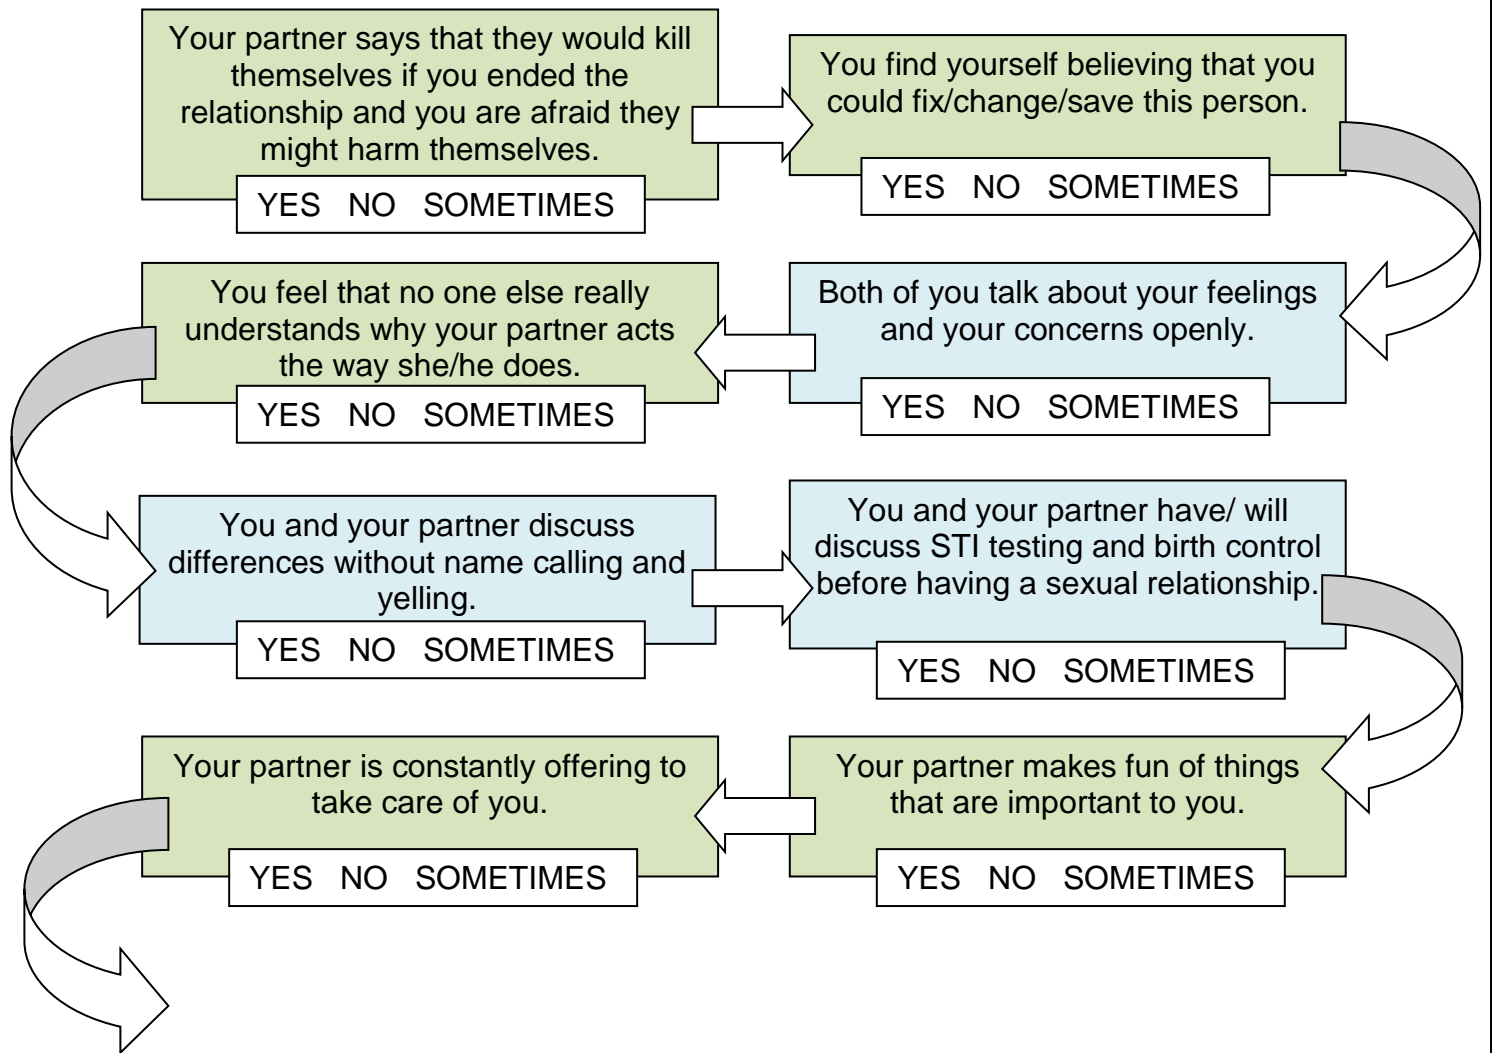 Your partner says that they would kill
themselves if you ended the
relationship and you are afraid they
might harm themselves.
YES NO SOMETIMES
You find yourself believing that you
could fix/change/save this person.
YES NO SOMETIMES
Both of you talk about your feelings
and your concerns openly.
YES NO SOMETIMES
You feel that no one else really
understands why your partner acts
the way she/he does.
YES NO SOMETIMES
You and your partner discuss
differences without name calling and
yelling.
YES NO SOMETIMES
You and your partner have/ will
discuss STI testing and birth control
before having a sexual relationship.
YES NO SOMETIMES
Your partner makes fun of things
that are important to you.
YES NO SOMETIMES
Your partner is constantly offering to
take care of you.
YES NO SOMETIMES